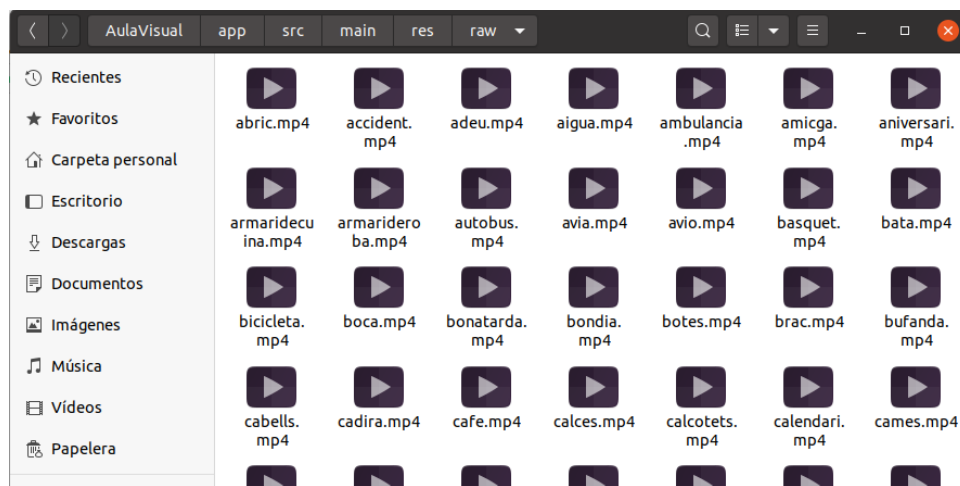 AulaVisual app src main res raw
Recientes
Favoritos
Carpeta personal
Escritorio
Descargas
Documentos
Imágenes
Música
Vídeos
Papelera
abric.mp4 accident. adeu.mp4 aigua.mp4 ambulancia amicga. aniversari.
mp4 .mp4 mp4 mp4
armaridecu armaridero autobus. avia.mp4 avio.mp4 basquet. bata.mp4
ina.mp4 ba.mp4 mp4 mp4
bicicleta. boca.mp4 bonatarda. bondia. botes.mp4 brac.mp4 bufanda.
mp4 mp4 mp4 mp4
cabells. cadira.mp4 cafe.mp4 calces.mp4 calcotets. calendari. cames.mp4
mp4 mp4 mp4